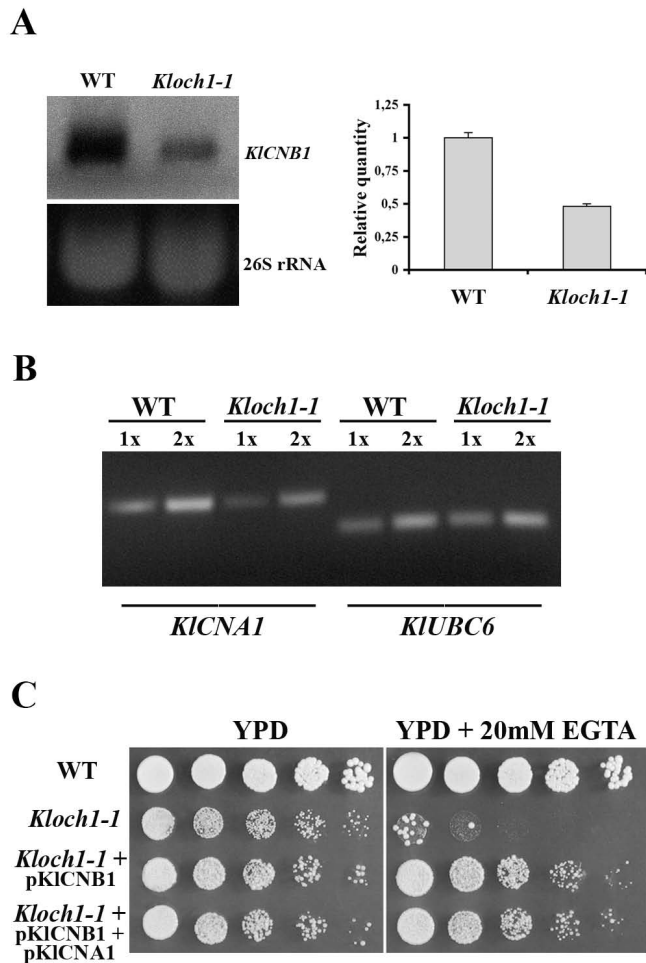 A
WT Kloch1-1
KlCNB1
26S rRNA
Relative quantity
1,25
1
0,75
0,5
0,25
0
WT Kloch1-1
B
WT Kloch1-1 WT Kloch1-1
1x 2x 1x 2x 1x 2x 1x 2x
KlCNA1 KlUBC6
C
YPD YPD + 20mM EGTA
WT
Kloch1-1
Kloch1-1 +
pKlCNB1
Kloch1-1 +
pKlCNB1 +
pKlCNA1